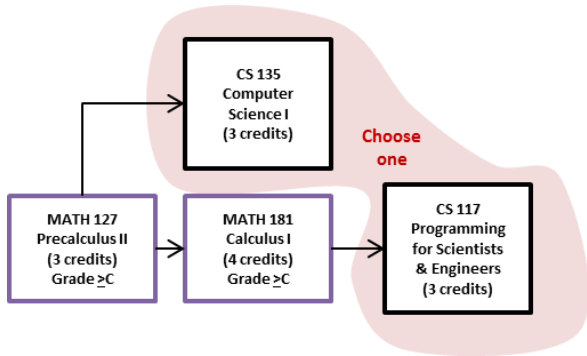 CS 135
Computer
Science I
(3 credits)
Choose
one
MATH 127
Precalculus II
(3 credits)
Grade ≥C
MATH 181
Calculus I
(4 credits)
Grade ≥C
CS 117
Programming
for Scientists
& Engineers
(3 credits)